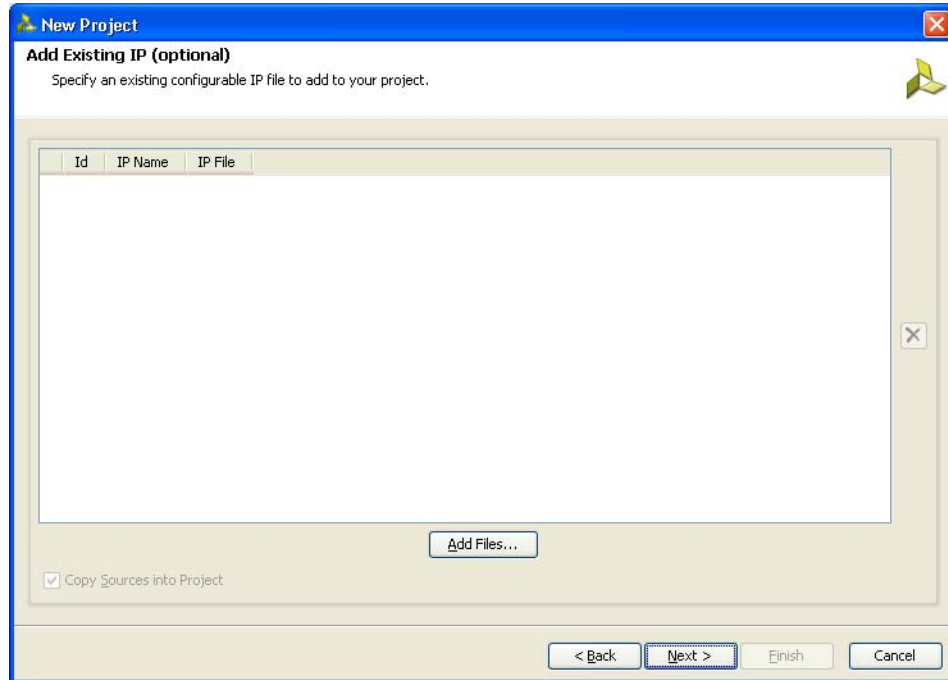 New Project
Add Existing IP (optional)
Specify an existing configurable IP file to add to your project.
Id IP Name IP File
Add Files...
Copy Sources into Project
< Back Next > Finish Cancel